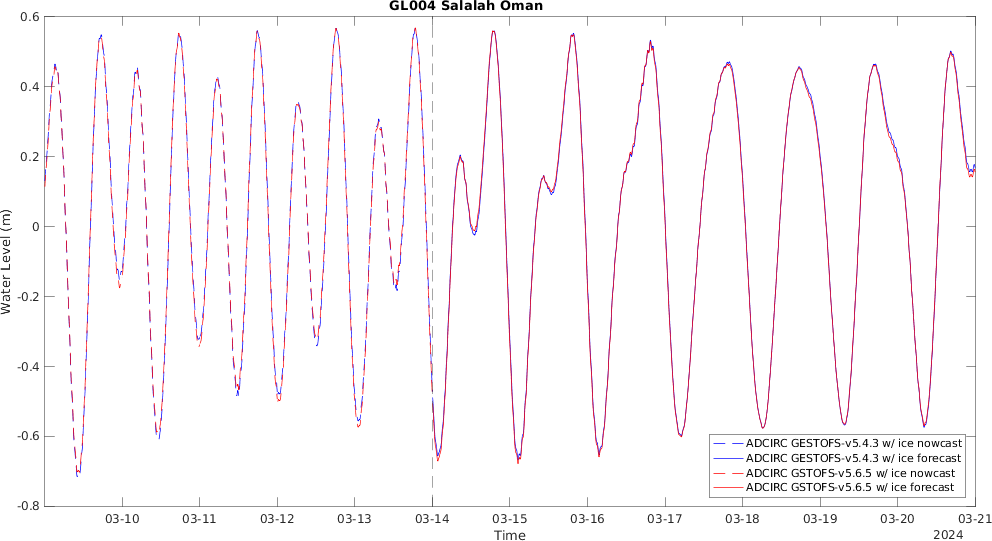 GL004 Salalah Oman
Water Level (m)
0.6
0.4
0.2
0
-0.2
-0.4
-0.6
-0.8
ADCIRC GESTOFS-v5.4.3 w/ ice nowcast
ADCIRC GESTOFS-v5.4.3 w/ ice forecast
ADCIRC GSTOFS-v5.6.5 w/ ice nowcast
ADCIRC GSTOFS-v5.6.5 w/ ice forecast
03-10 03-11 03-12 03-13 03-14 03-15 03-16 03-17 03-18 03-19 03-20 03-21
Time
2024